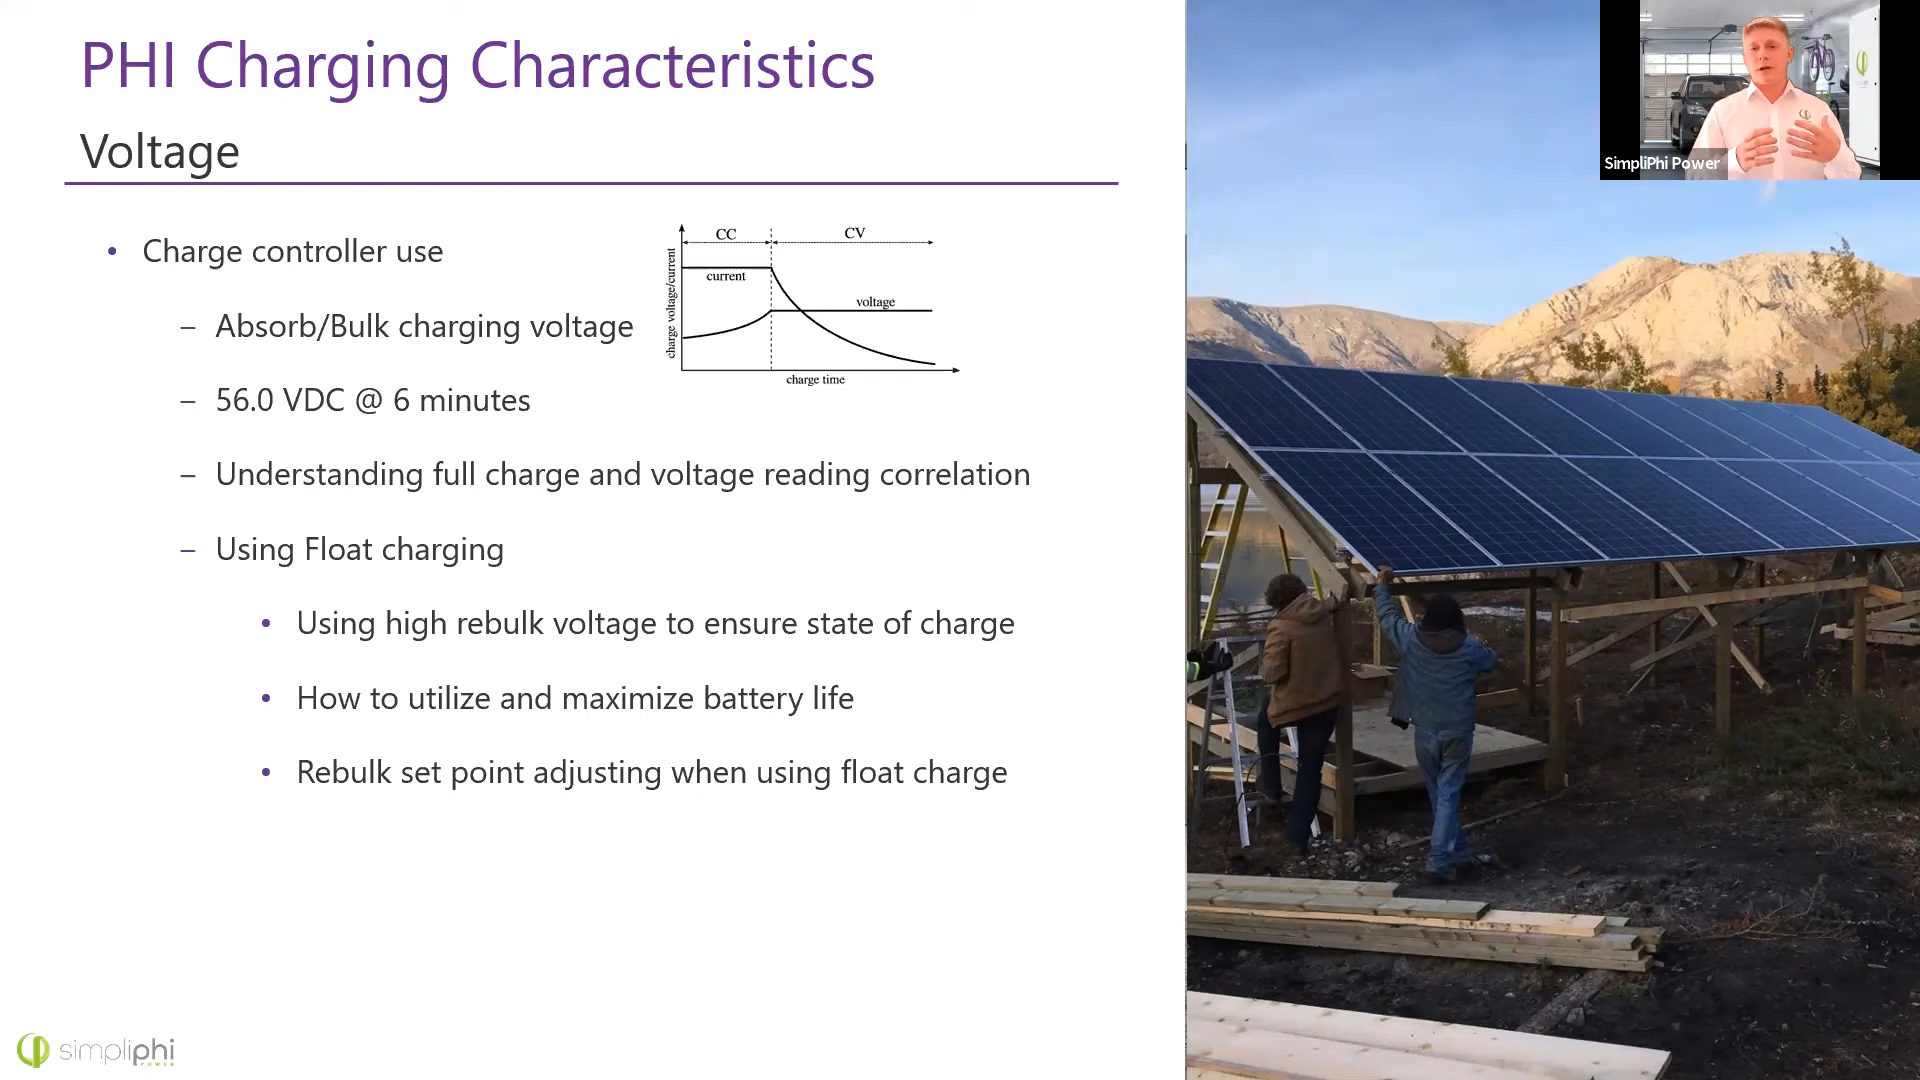 PHI Charging Characteristics
Voltage
• Charge controller use
– Absorb/Bulk charging voltage
– 56.0 VDC @ 6 minutes
– Understanding full charge and voltage reading correlation
– Using Float charging
• Using high rebulk voltage to ensure state of charge
• How to utilize and maximize battery life
• Rebulk set point adjusting when using float charge
CC
CV
current
voltage
charge voltage/current
charge time
SimpliPhi Power
simpliphi
POWER